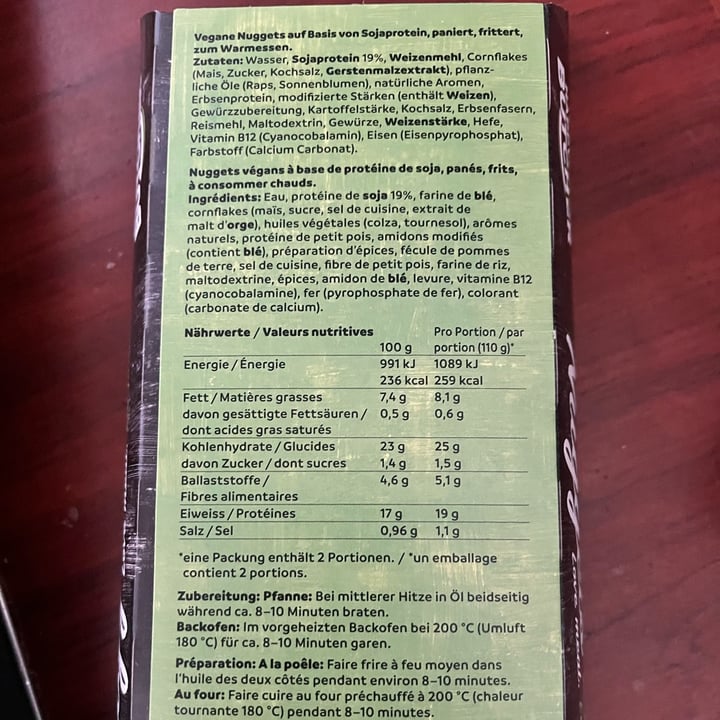 Vegane Nuggets auf Basis von Sojaprotein, paniert, frittert,
zum Warmessen.
Zutaten: Wasser, Sojaprotein 19%, Weizenmehl, Cornflakes
(Mais, Zucker, Kochsalz, Gerstenmalzextrakt), pflanz-
liche Öle (Raps, Sonnenblumen), natürliche Aromen,
Erbsenprotein, modifizierte Stärken (enthält Weizen),
Gewürzzubereitung, Kartoffelstärke, Kochsalz, Erbsenfasern,
Reismehl, Maltodextrin, Gewürze, Weizenstärke, Hefe,
Vitamin B12 (Cyanocobalamin), Eisen (Eisenpyrophosphat),
Farbstoff (Calcium Carbonat).
Nuggets végans à base de protéine de soja, panés, frits,
à consommer chauds.
Ingrédients: Eau, protéine de soja 19%, farine de blé,
cornflakes (maïs, sucre, sel de cuisine, extrait de
malt d'orge), huiles végétales (colza, tournesol), arômes
naturels, protéine de petit pois, amidons modifiés
(contient blé), préparation d'épices, fécule de pommes
de terre, sel de cuisine, fibre de petit pois, farine de riz,
maltodextrine, épices, amidon de blé, levure, vitamine B12
(cyanocobalamine), fer (pyrophosphate de fer), colorant
(carbonate de calcium).
Nährwerte / Valeurs nutritives Pro Portion / par
100 g portion (110 g)*
Energie / Énergie 991 kJ 1089 kJ
236 kcal 259 kcal
Fett / Matières grasses 7,4 g 8,1 g
davon gesättigte Fettsäuren / 0,5 g 0,6 g
dont acides gras saturés
Kohlenhydrate / Glucides 23 g 25 g
davon Zucker / dont sucres 1,4 g 1,5 g
Ballaststoffe / 4,6 g 5,1 g
Fibres alimentaires
Eiweiss / Protéines 17 g 19 g
Salz / Sel 0,96 g 1,1 g
*eine Packung enthält 2 Portionen. / *un emballage
contient 2 portions.
Zubereitung: Pfanne: Bei mittlerer Hitze in Öl beidseitig
während ca. 8–10 Minuten braten.
Backofen: Im vorgeheizten Backofen bei 200 °C (Umluft
180 °C) für ca. 8–10 Minuten garen.
Préparation: A la poêle: Faire frire à feu moyen dans
l'huile des deux côtés pendant environ 8–10 minutes.
Au four: Faire cuire au four préchauffé à 200 °C (chaleur
tournante 180 °C) pendant 8–10 minutes.